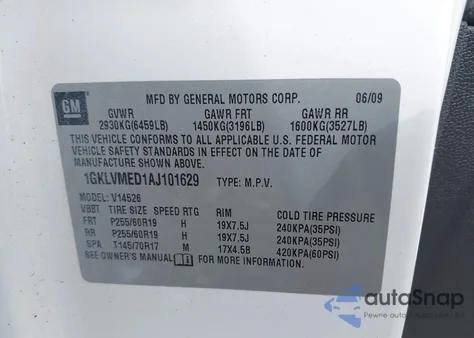 GM
MFD BY GENERAL MOTORS CORP. 06/09
GVWR GAWR FRT GAWR RR
2930KG(6459LB) 1450KG(3196LB) 1600KG(3527LB)
THIS VEHICLE CONFORMS TO ALL APPLICABLE U.S. FEDERAL MOTOR
VEHICLE SAFETY STANDARDS IN EFFECT ON THE DATE OF
MANUFACTURE SHOWN ABOVE.
1GKLVMED1AJ101629 TYPE: M.P.V.
MODEL: V14526
VBBT TIRE SIZE SPEED RTG RIM COLD TIRE PRESSURE
FRT P255/60R19 H 19X7.5J 240KPA(35PSI)
RR P255/60R19 H 19X7.5J 240KPA(35PSI)
SPA T145/70R17 M 17X4.5B 420KPA(60PSI)
SEE OWNER'S MANUAL FOR MORE INFORMATION
autoSnap
Pewne auto